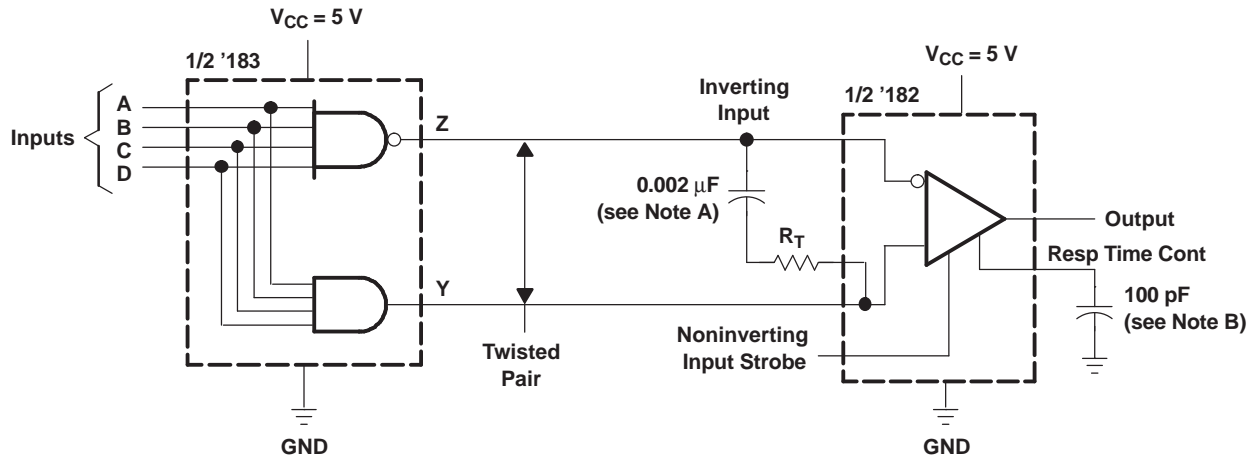 VCC = 5 V
1/2 '183
Inputs
A
B
C
D
Z
Y
GND
Twisted
Pair
Inverting
Input
0.002 µF
(see Note A)
RT
Noninverting
Input Strobe
VCC = 5 V
1/2 '182
Output
Resp Time Cont
100 pF
(see Note B)
GND